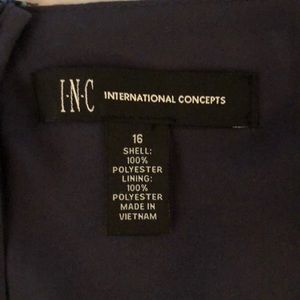 I·N·C INTERNATIONAL CONCEPTS
16
SHELL:
100%
POLYESTER
LINING:
100%
POLYESTER
MADE IN
VIETNAM